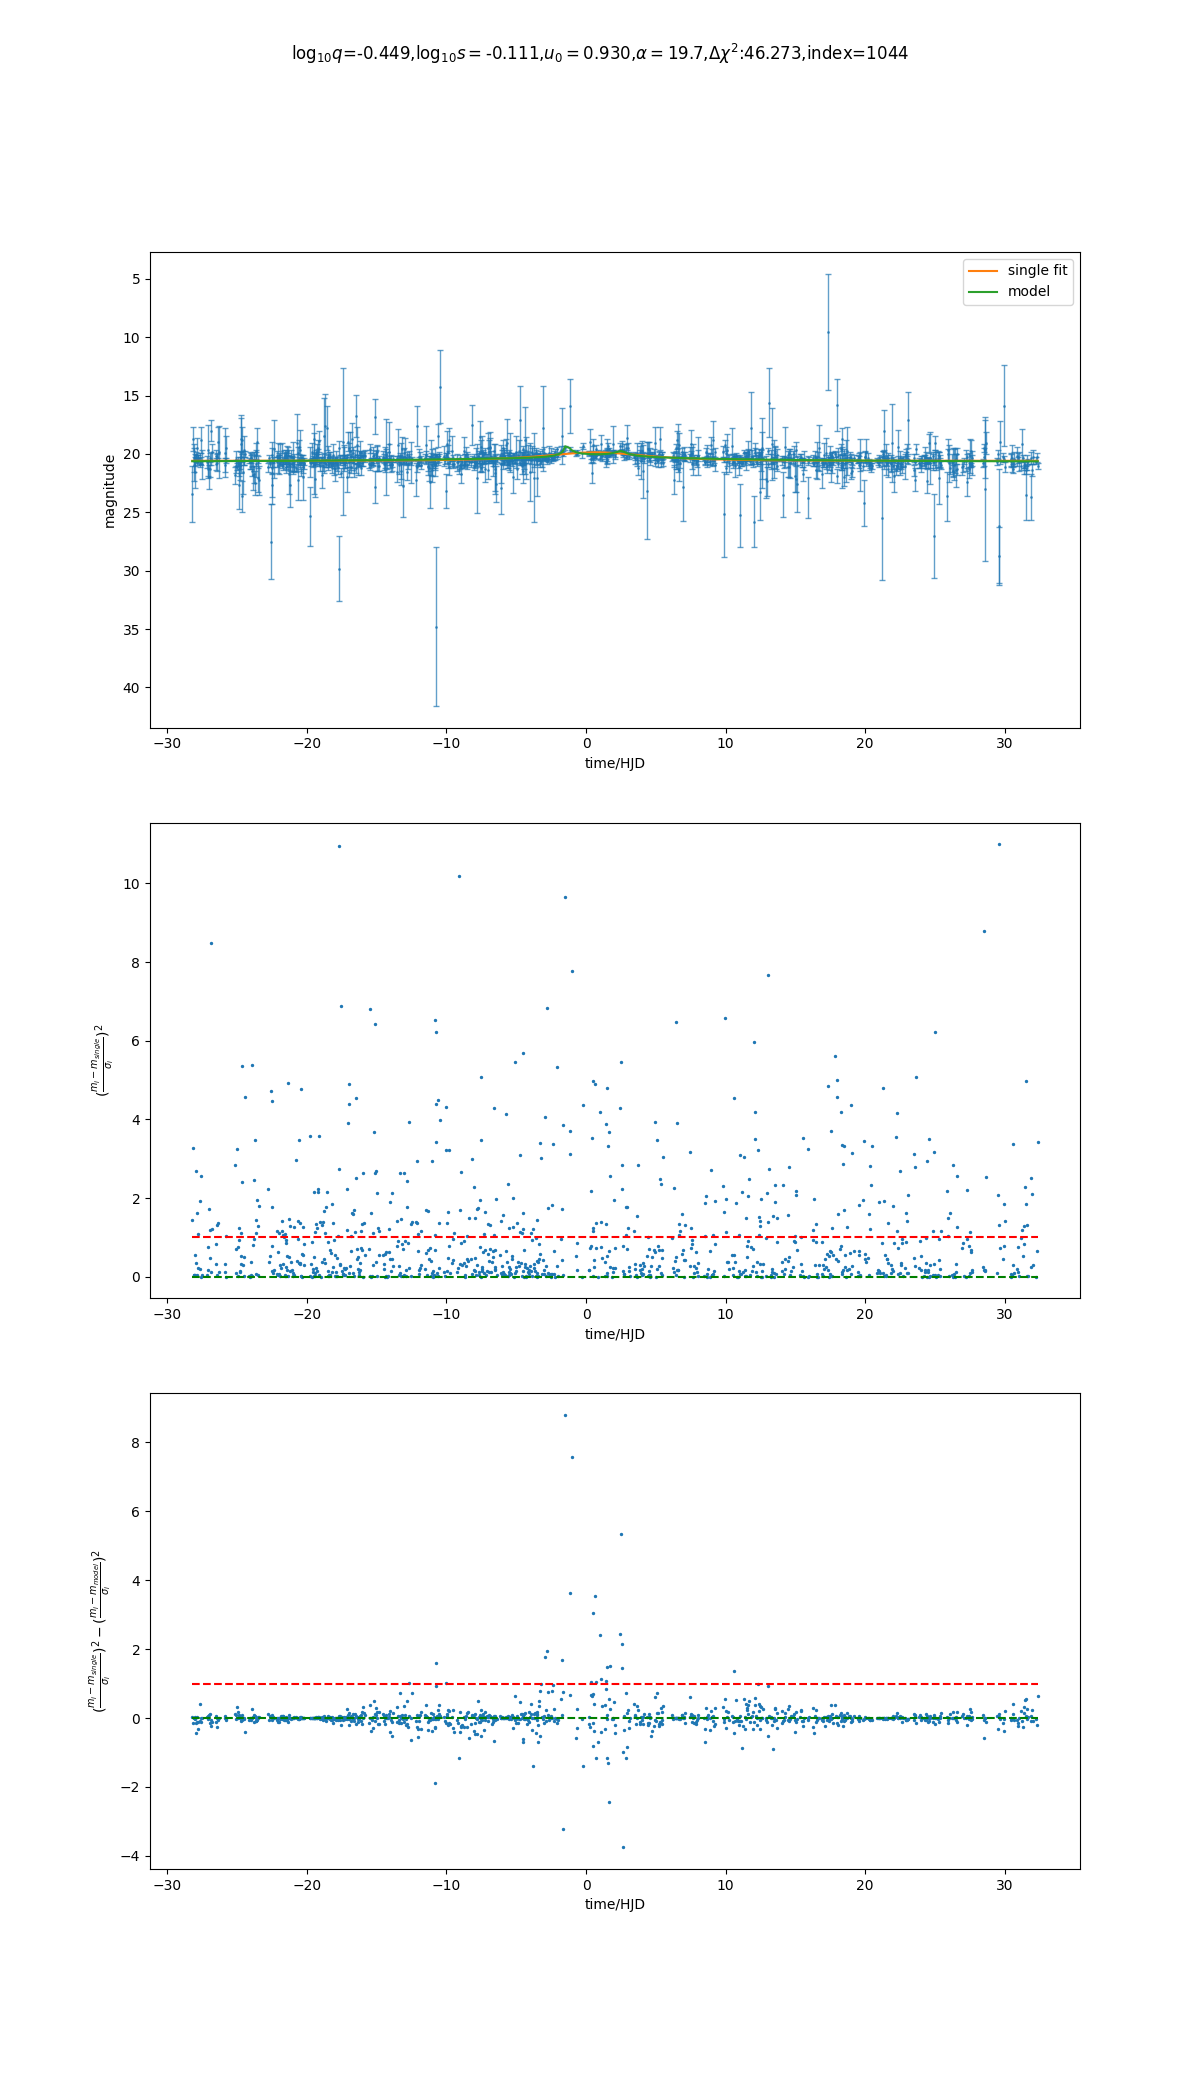 log₁₀q=-0.449,log₁₀s = -0.111,u₀ = 0.930,α = 19.7,Δχ²:46.273,index=1044
single fit
model
5
10
15
20
25
30
35
40
magnitude
−30 −20 −10 0 10 20 30
time/HJD
10
8
6
4
2
0
(mᵢ − m_single / σᵢ)²
−30 −20 −10 0 10 20 30
time/HJD
8
6
4
2
0
−2
−4
(mᵢ − m_single / σᵢ)² − (mᵢ − m_model / σᵢ)²
−30 −20 −10 0 10 20 30
time/HJD